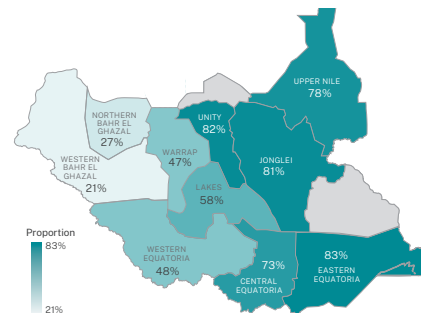 UPPER NILE
78%
NORTHERN
BAHR EL
GHAZAL
27%
UNITY
82%
WARRAP
47%
JONGLEI
81%
WESTERN
BAHR EL
GHAZAL
21%
LAKES
58%
WESTERN
EQUATORIA
48%
73%
CENTRAL
EQUATORIA
83%
EASTERN
EQUATORIA
Proportion
83%
21%